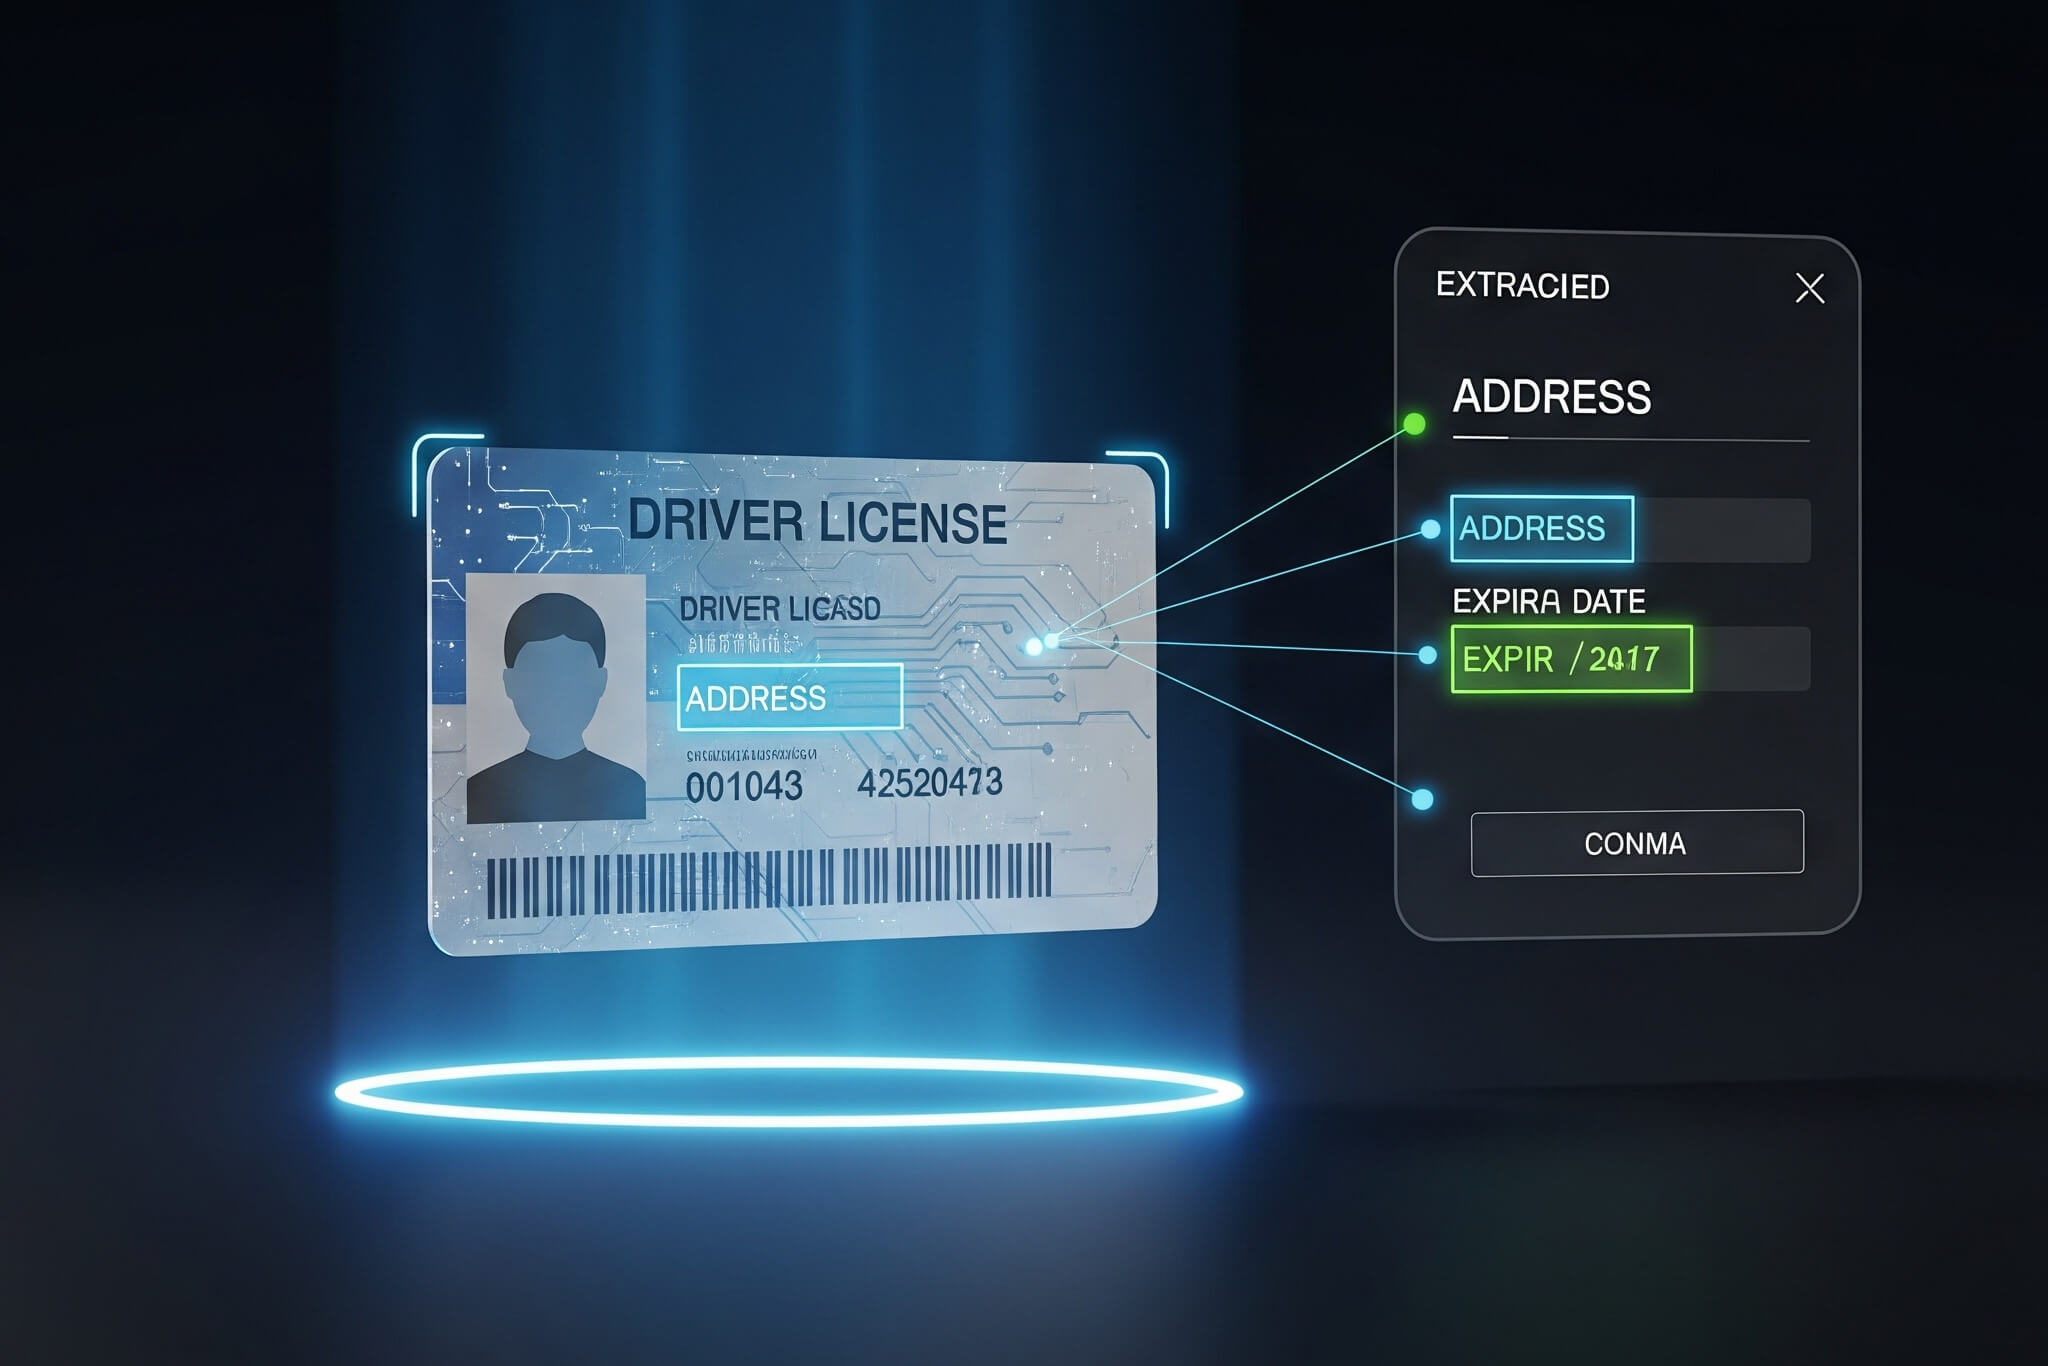 DRIVER LICENSE
DRIVER LICASD
ADDRESS
001043 42520473
EXTRACIED
ADDRESS
ADDRESS
EXPIRA DATE
EXPIR / 2017
CONMA